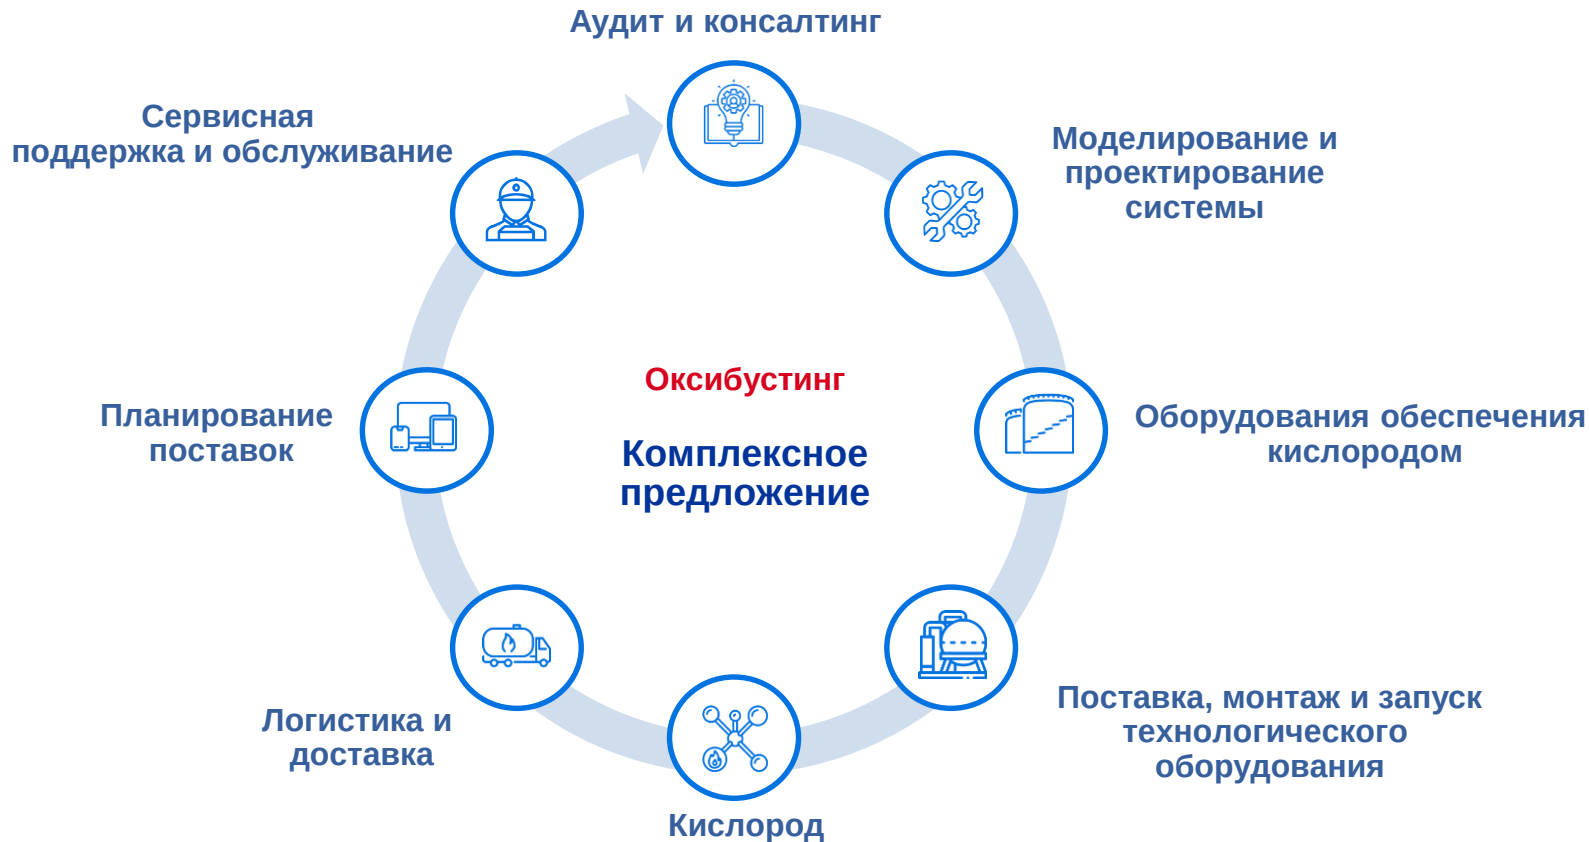 Аудит и консалтинг
Моделирование и
проектирование
системы
Оборудования обеспечения
кислородом
Поставка, монтаж и запуск
технологического
оборудования
Кислород
Логистика и
доставка
Планирование
поставок
Сервисная
поддержка и обслуживание
Оксибустинг
Комплексное
предложение